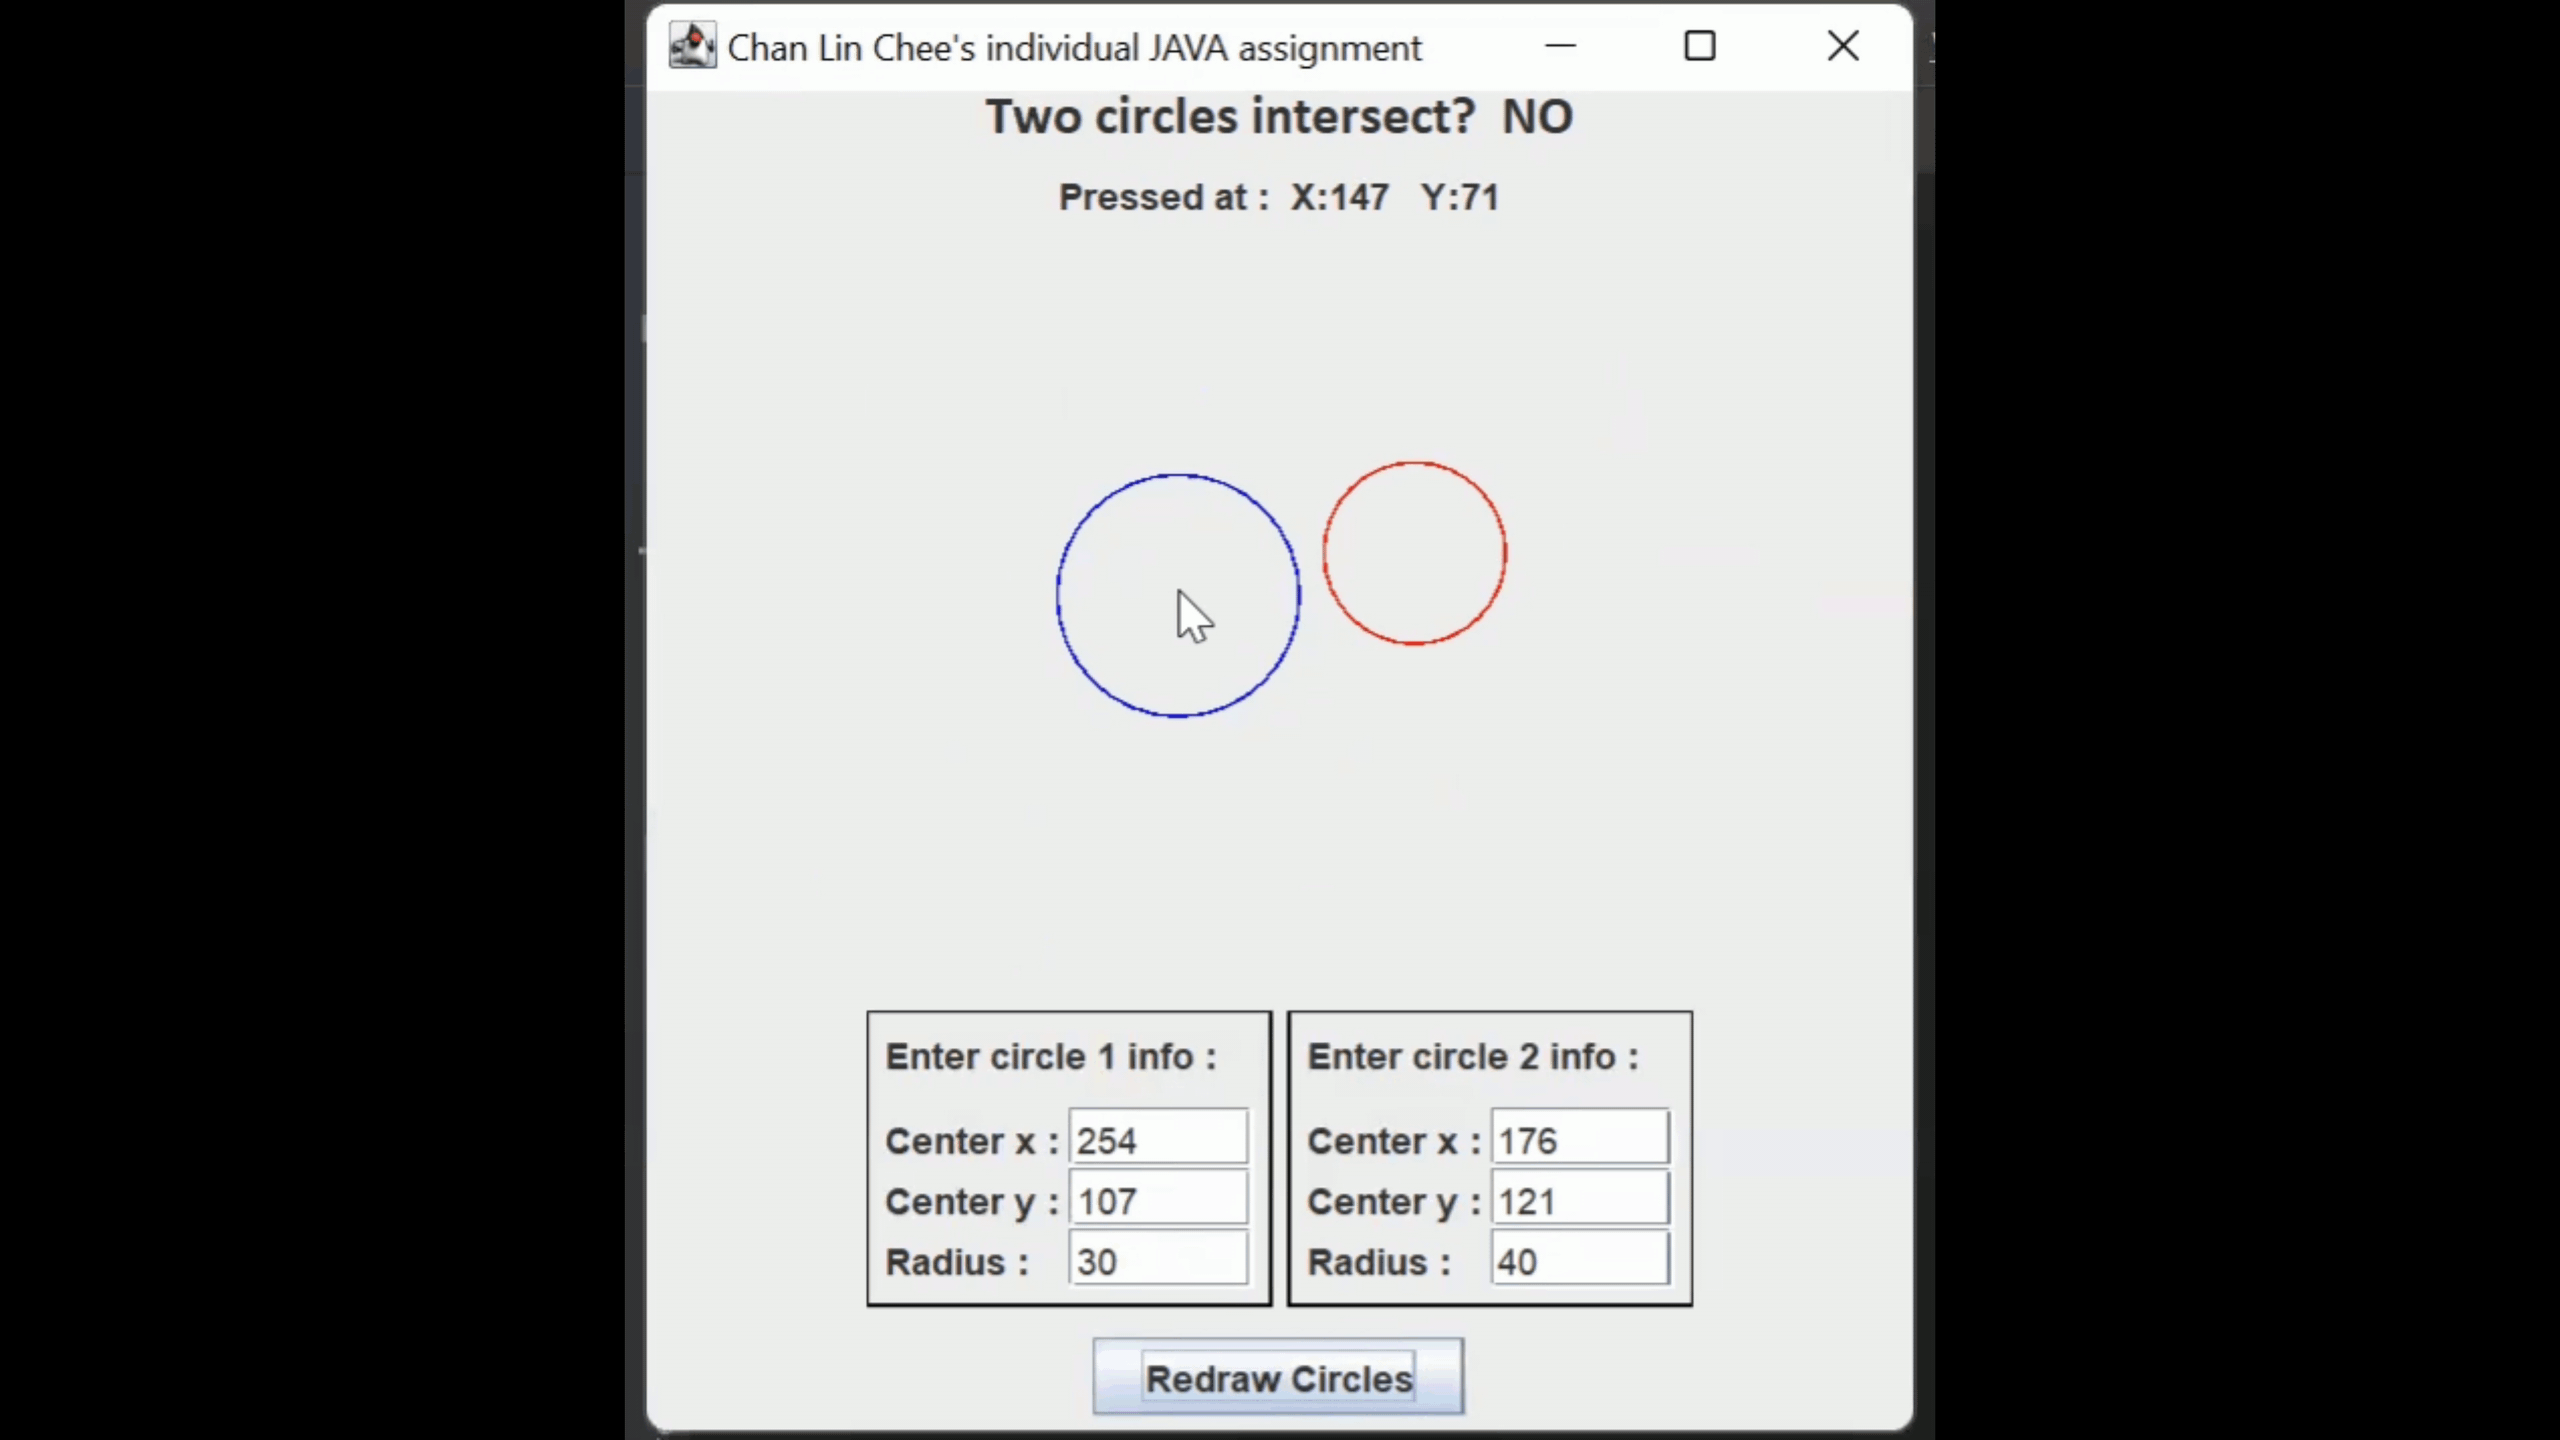 Chan Lin Chee's individual JAVA assignment
Two circles intersect? NO
Pressed at : X:147 Y:71
Enter circle 1 info :
Center x : 254
Center y : 107
Radius : 30
Enter circle 2 info :
Center x : 176
Center y : 121
Radius : 40
Redraw Circles